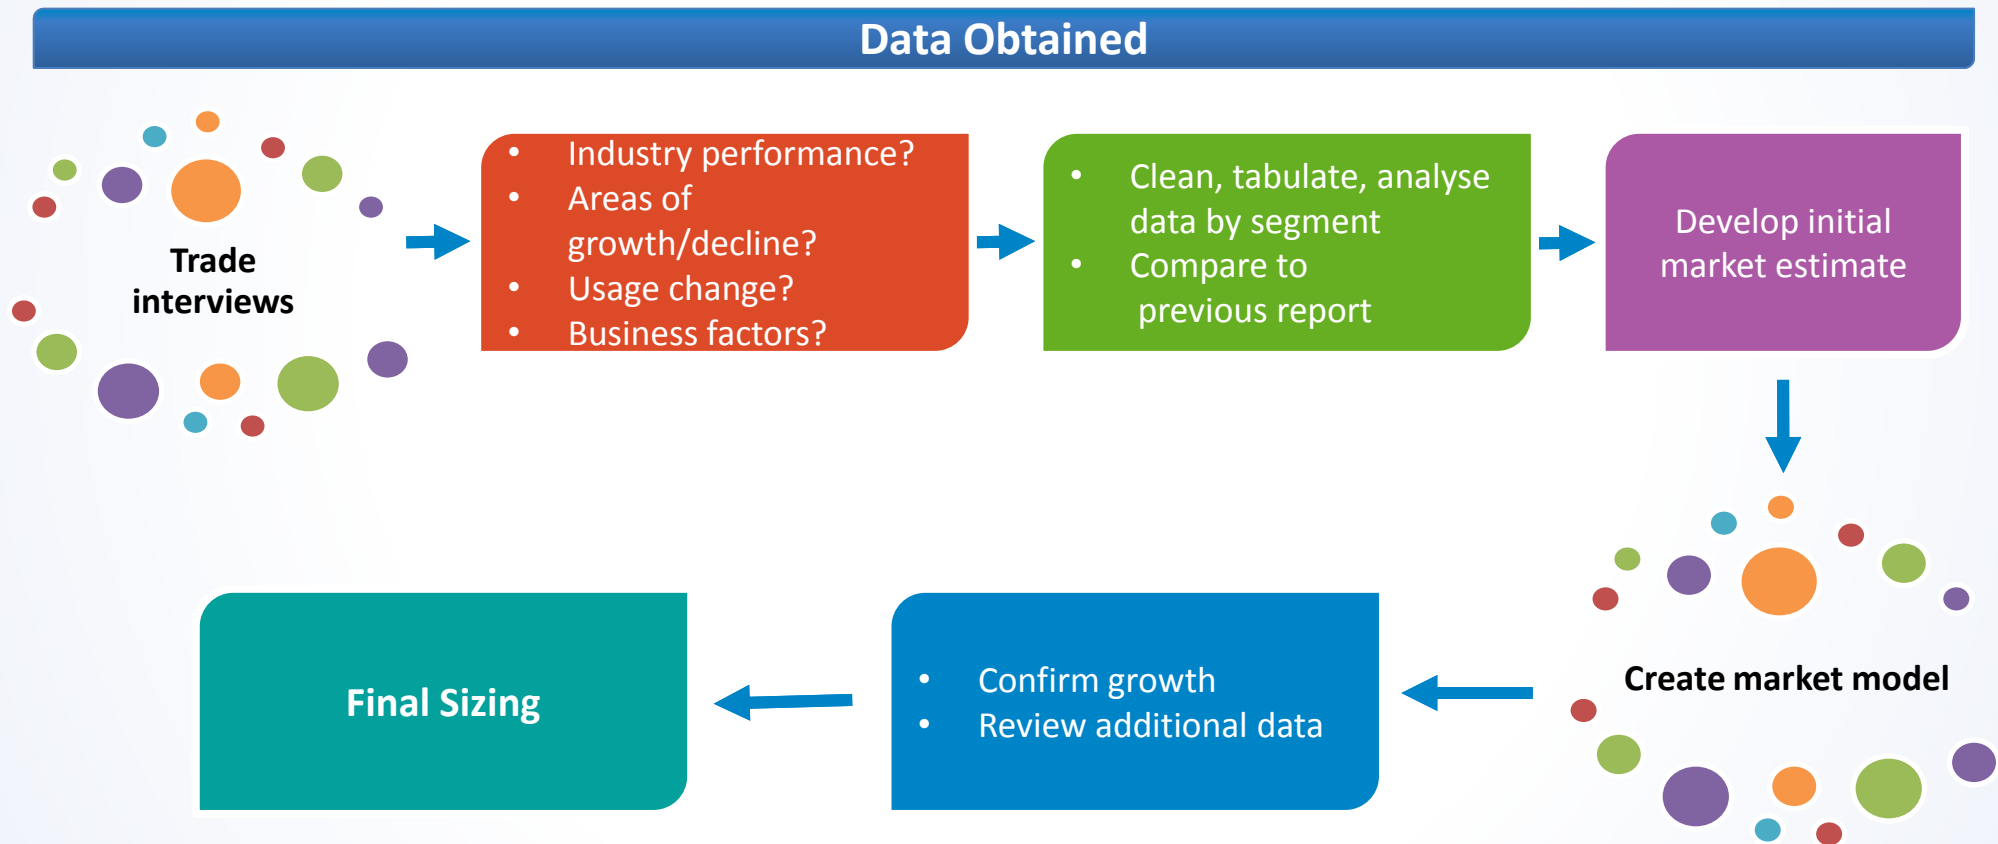 Data Obtained
Trade
interviews
• Industry performance?
• Areas of
growth/decline?
• Usage change?
• Business factors?
• Clean, tabulate, analyse
data by segment
• Compare to
previous report
Develop initial
market estimate
Create market model
• Confirm growth
• Review additional data
Final Sizing